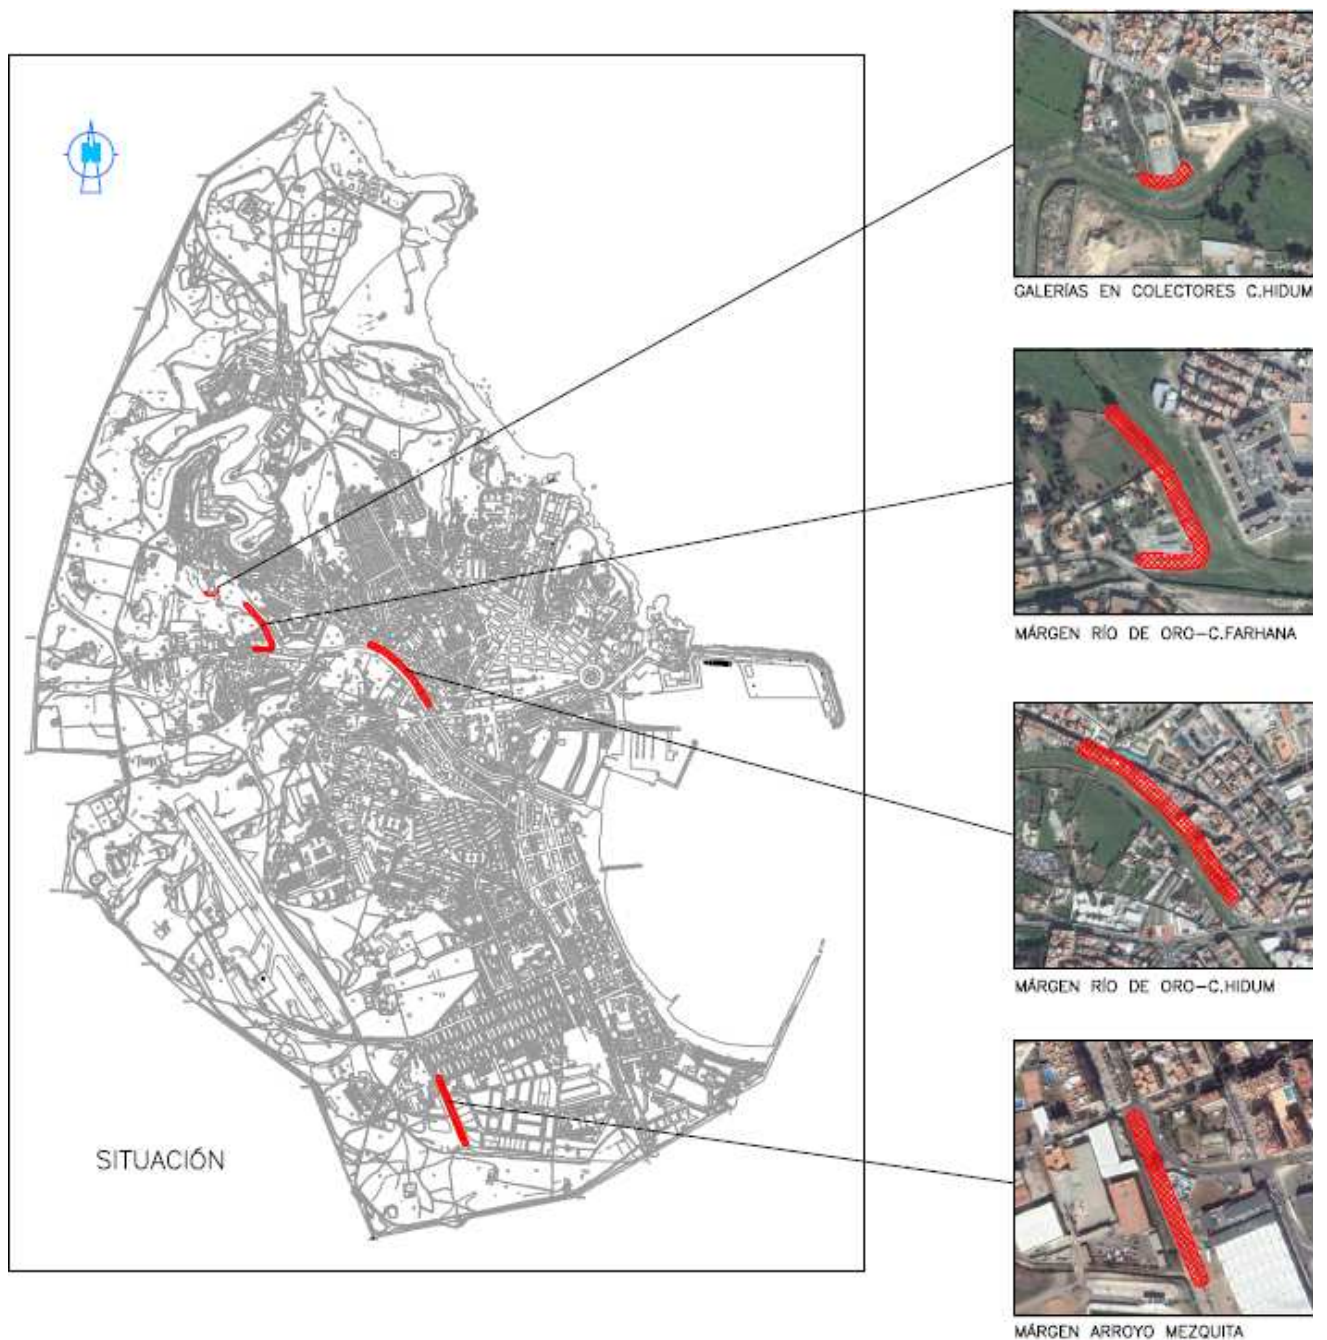 N
GALERÍAS EN COLECTORES C.HIDUM
MÁRGEN RÍO DE ORO-C.FARHANA
MÁRGEN RÍO DE ORO-C.HIDUM
SITUACIÓN
MÁRGEN ARROYO MEZQUITA